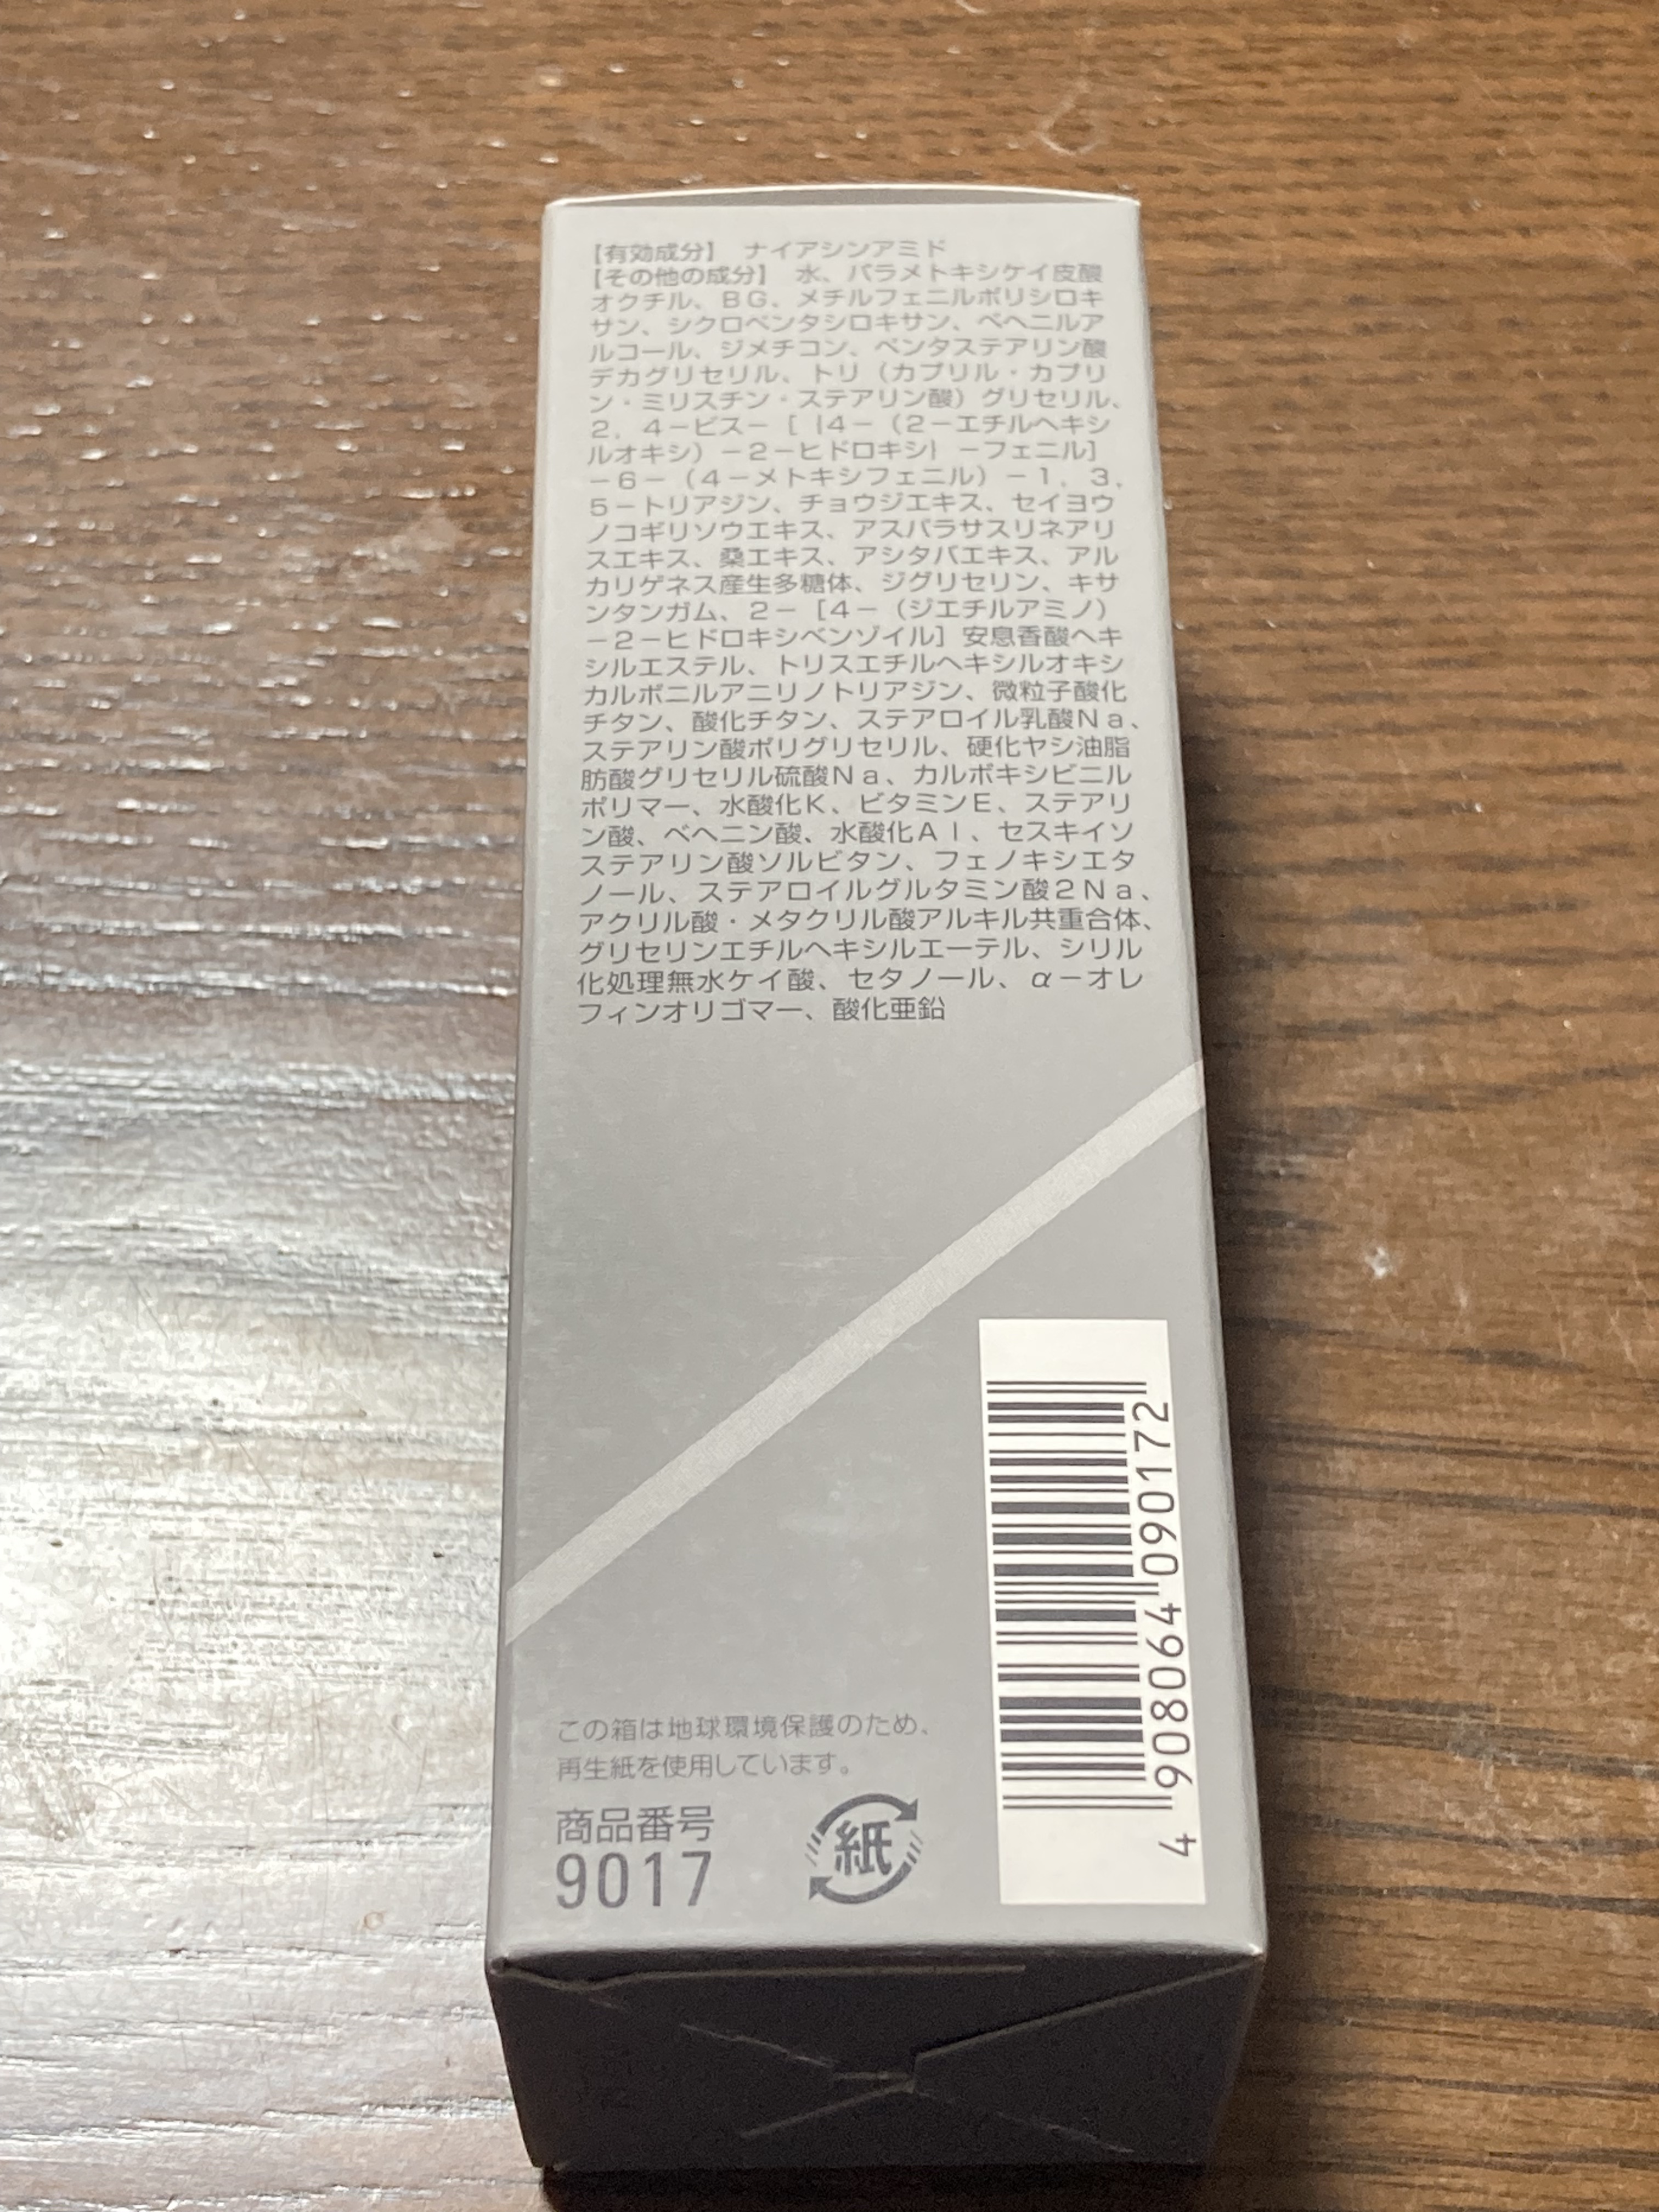 【有効成分】 ナイアシンアミド
【その他の成分】 水、パラメトキシケイ皮酸
オクチル、ＢＧ、メチルフェニルポリシロキ
サン、シクロペンタシロキサン、ベヘニルア
ルコール、ジメチコン、ペンタステアリン酸
デカグリセリル、トリ（カプリル・カプリ
ン・ミリスチン・ステアリン酸）グリセリル、
２，４－ビス－［｛４－（２－エチルヘキシ
ルオキシ）－２－ヒドロキシ｝－フェニル］
－６－（４－メトキシフェニル）－１，３，
５－トリアジン、チョウジエキス、セイヨウ
ノコギリソウエキス、アスパラサスリネアリ
スエキス、桑エキス、アシタバエキス、アル
カリゲネス産生多糖体、ジグリセリン、キサ
ンタンガム、２－［４－（ジエチルアミノ）
－２－ヒドロキシベンゾイル］安息香酸ヘキ
シルエステル、トリスエチルヘキシルオキシ
カルボニルアニリノトリアジン、微粒子酸化
チタン、酸化チタン、ステアロイル乳酸Ｎａ、
ステアリン酸ポリグリセリル、硬化ヤシ油脂
肪酸グリセリル硫酸Ｎａ、カルボキシビニル
ポリマー、水酸化Ｋ、ビタミンＥ、ステアリ
ン酸、ベヘニン酸、水酸化Ａｌ、セスキイソ
ステアリン酸ソルビタン、フェノキシエタ
ノール、ステアロイルグルタミン酸２Ｎａ、
アクリル酸・メタクリル酸アルキル共重合体、
グリセリンエチルヘキシルエーテル、シリル
化処理無水ケイ酸、セタノール、α－オレ
フィンオリゴマー、酸化亜鉛
4 908064 090172
この箱は地球環境保護のため、
再生紙を使用しています。
商品番号
9017
紙